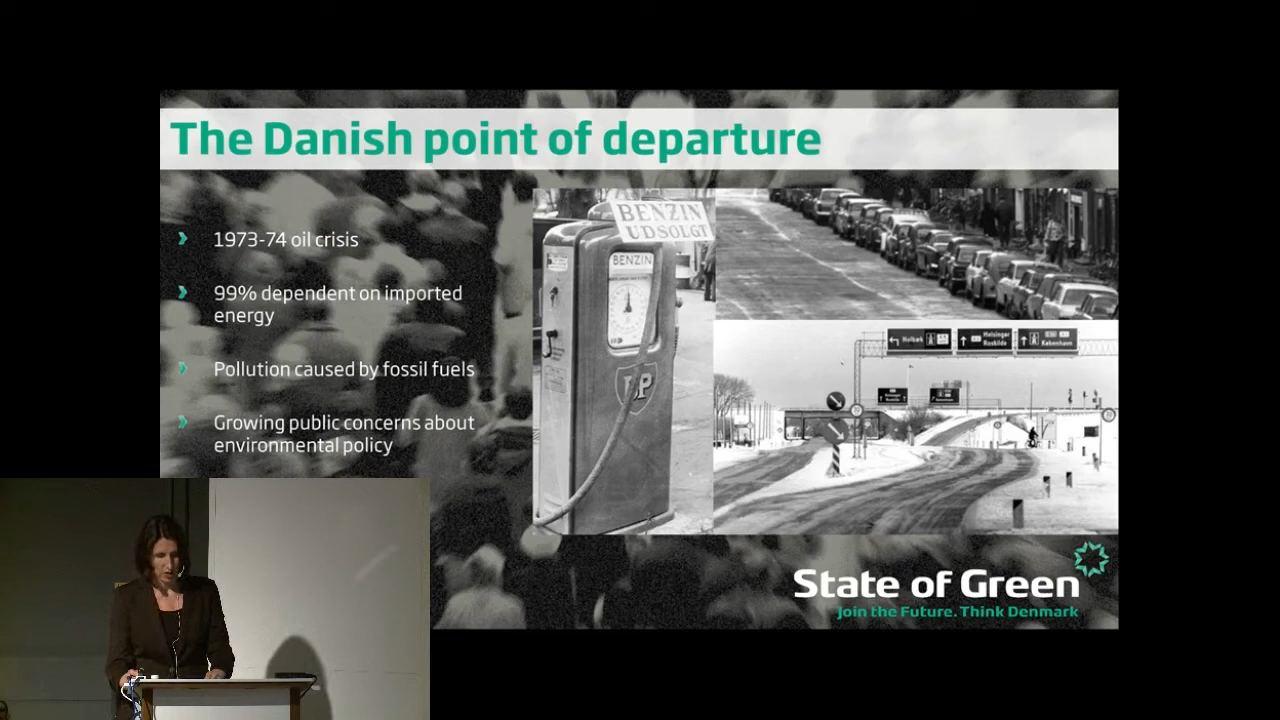 The Danish point of departure
1973-74 oil crisis
99% dependent on imported
energy
Pollution caused by fossil fuels
Growing public concerns about
environmental policy
BENZIN
UDSOLGT
BENZIN
BP
Holbæk
Helsingør
Roskilde
København
State of Green
Join the Future. Think Denmark